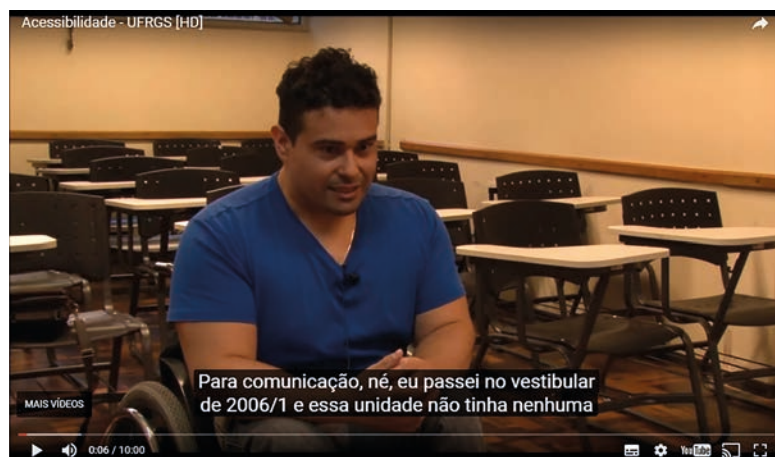 Acessibilidade - UFRGS [HD]
Para comunicação, né, eu passei no vestibular
de 2006/1 e essa unidade não tinha nenhuma
MAIS VÍDEOS
0:06 / 10:00
YouTube